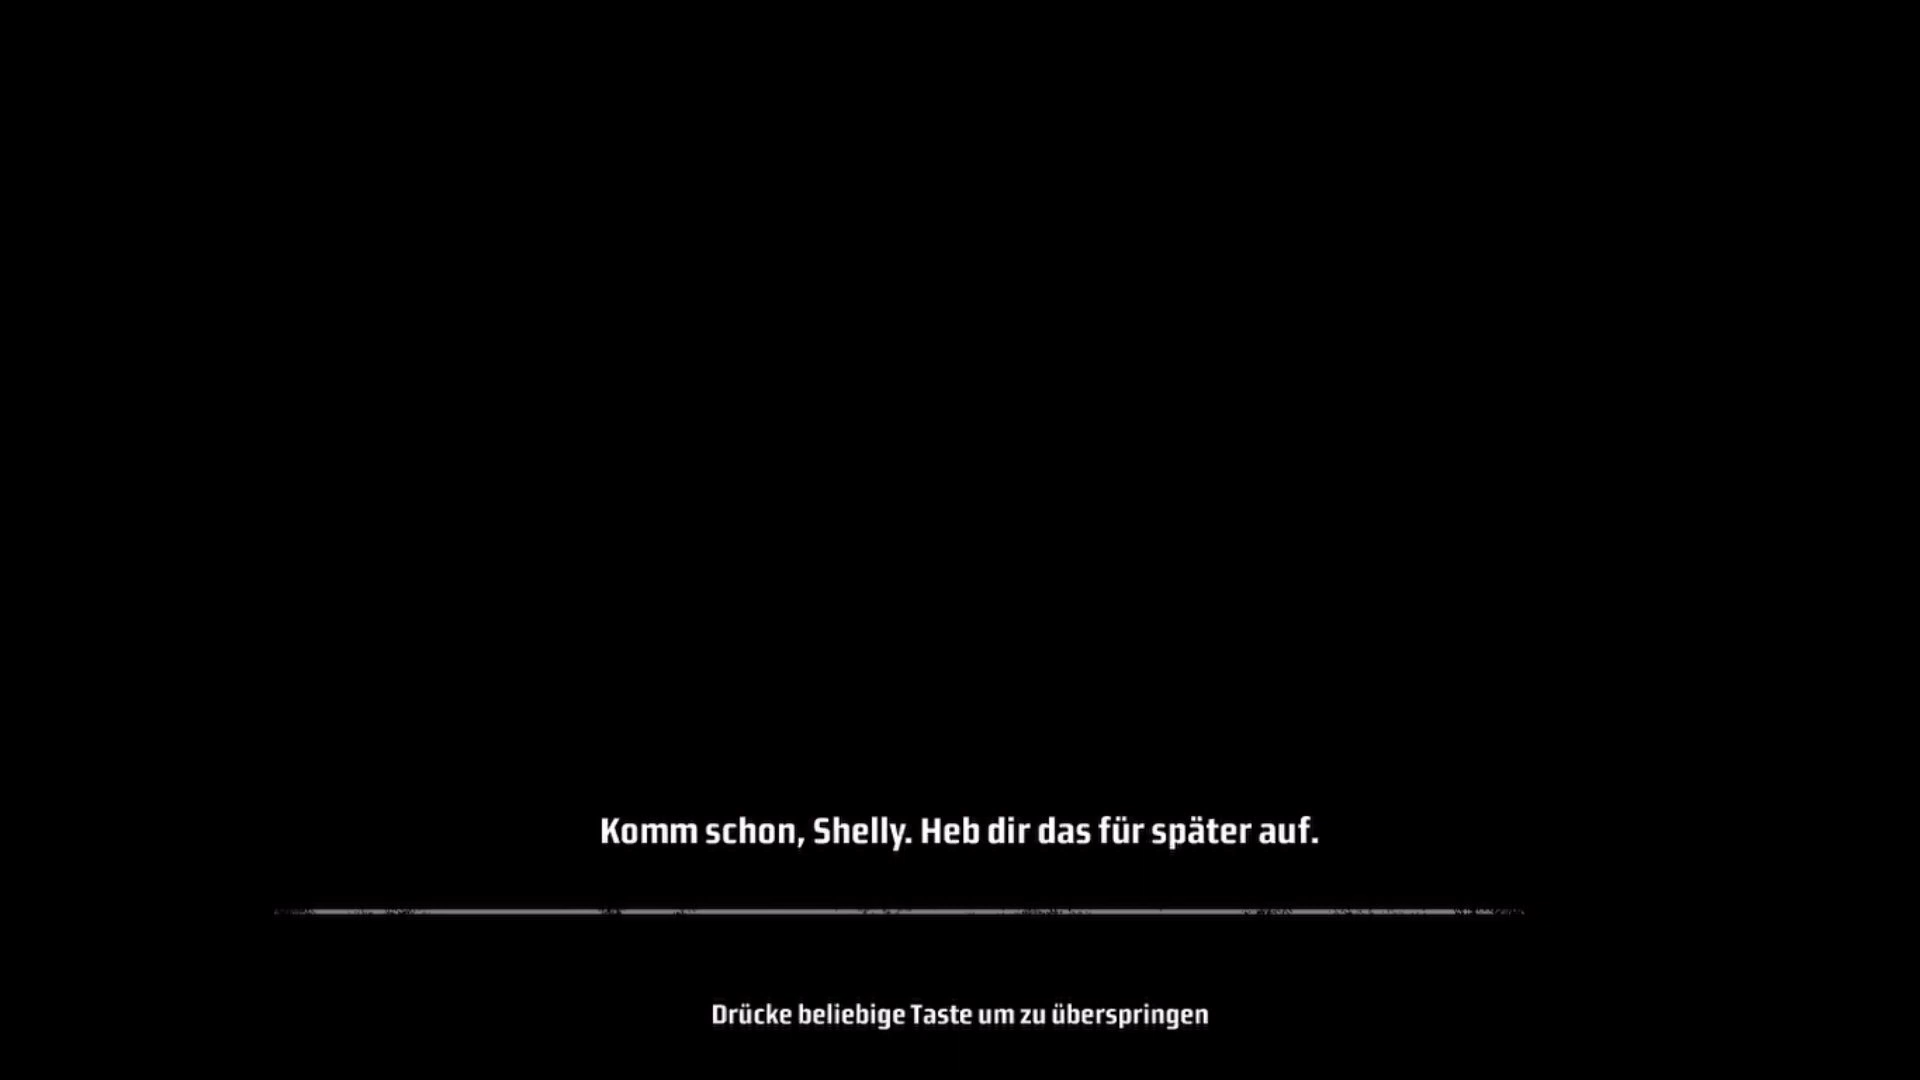 Komm schon, Shelly. Heb dir das für später auf.
Drücke beliebige Taste um zu überspringen